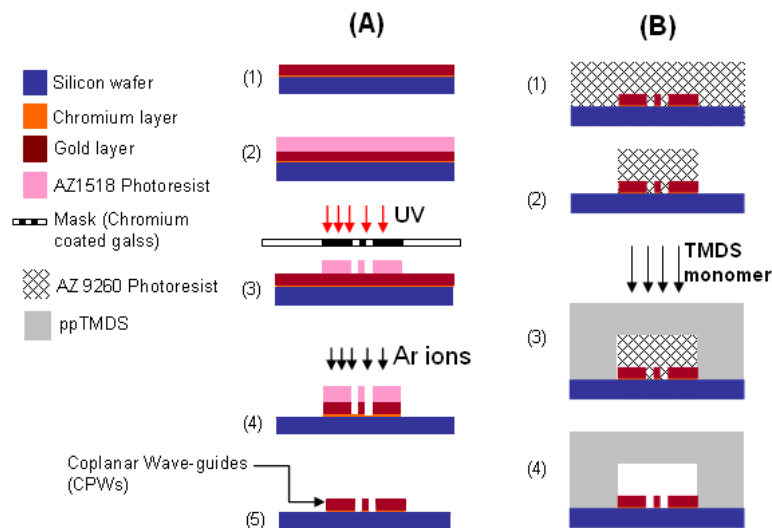 (A)
(B)
Silicon wafer
Chromium layer
Gold layer
AZ1518 Photoresist
Mask (Chromium
coated galss)
AZ 9260 Photoresist
ppTMDS
(1)
(2)
UV
(3)
Ar ions
(4)
Coplanar Wave-guides
(CPWs)
(5)
(1)
(2)
TMDS
monomer
(3)
(4)